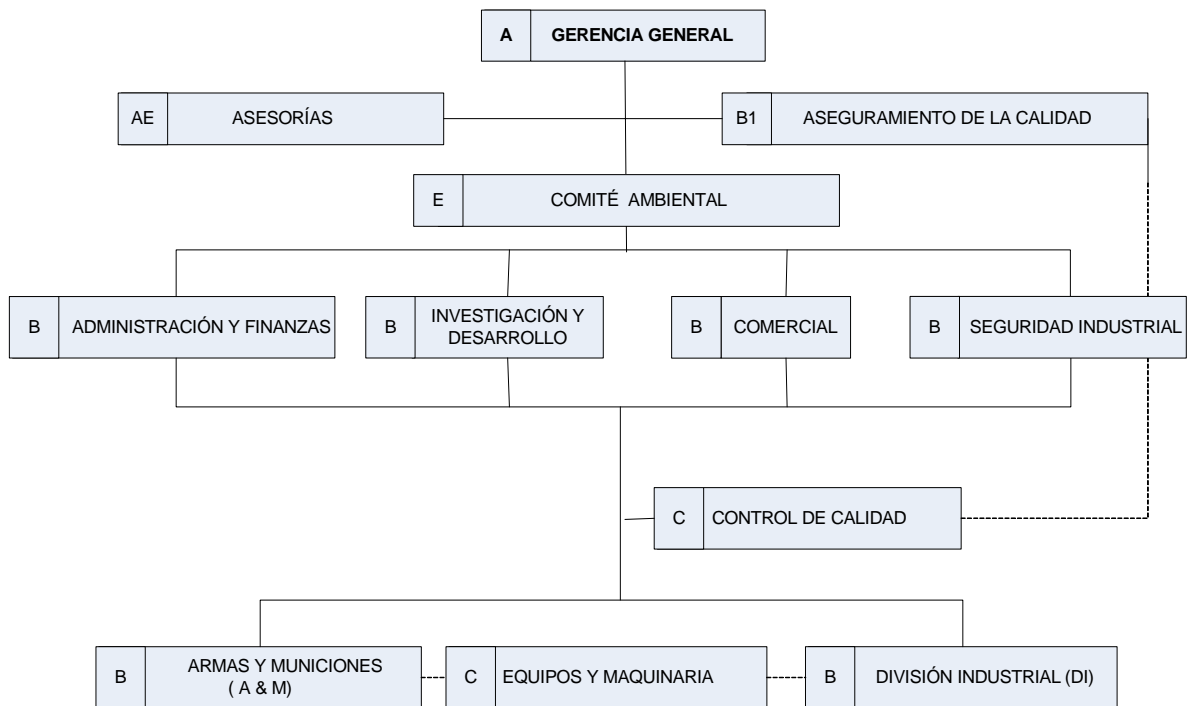 A GERENCIA GENERAL
AE ASESORÍAS
B1 ASEGURAMIENTO DE LA CALIDAD
E COMITÉ AMBIENTAL
B ADMINISTRACIÓN Y FINANZAS
B INVESTIGACIÓN Y
DESARROLLO
B COMERCIAL
B SEGURIDAD INDUSTRIAL
C CONTROL DE CALIDAD
B ARMAS Y MUNICIONES
( A & M)
C EQUIPOS Y MAQUINARIA
B DIVISIÓN INDUSTRIAL (DI)